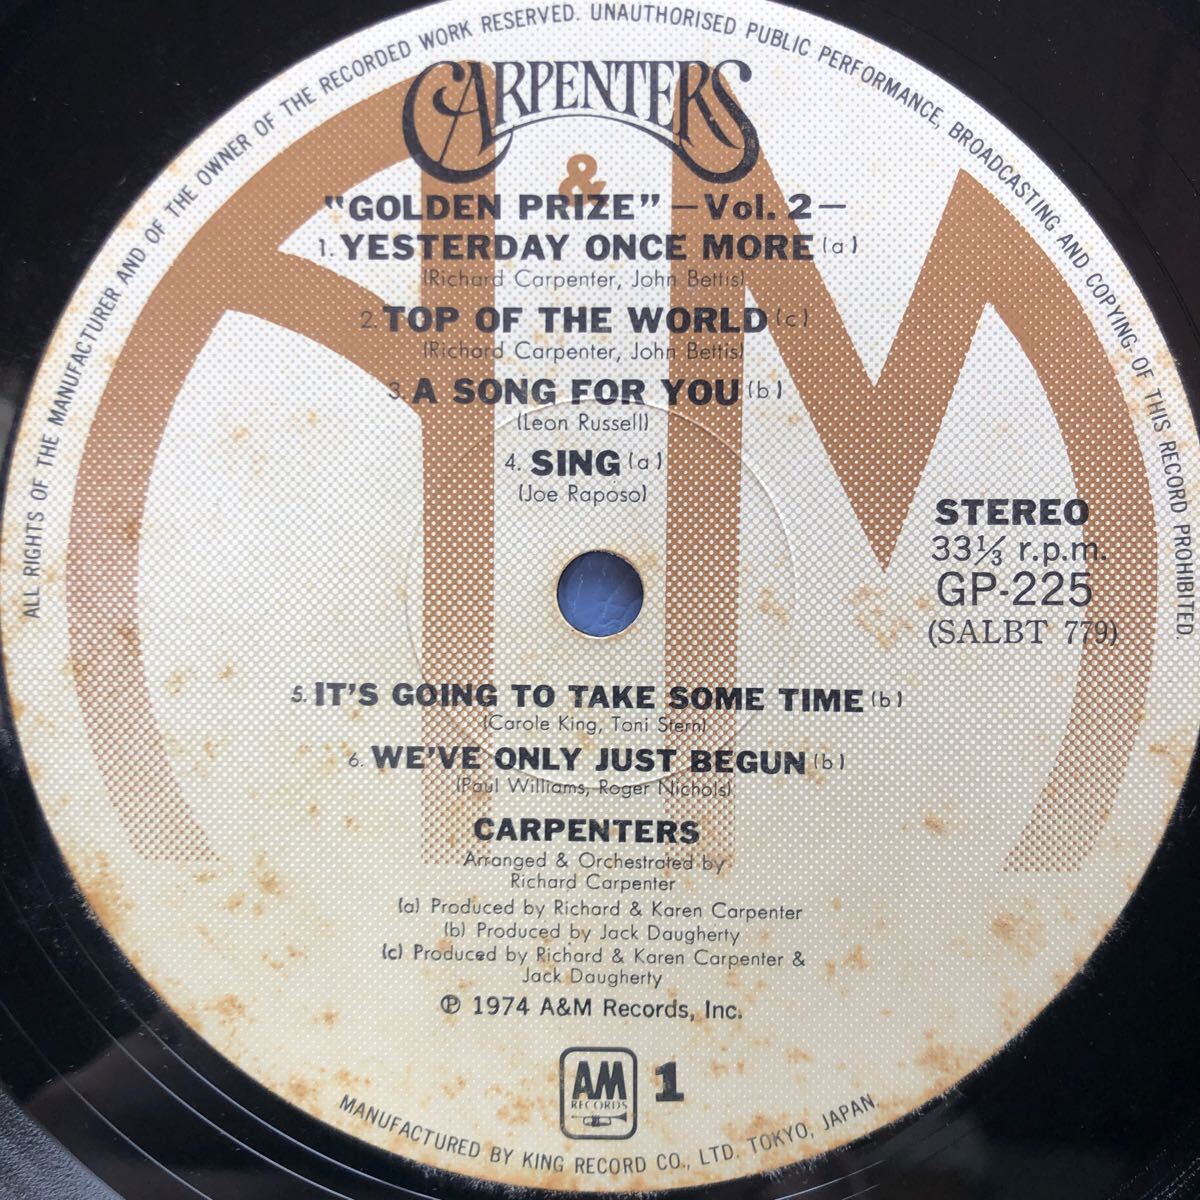 ALL RIGHTS OF THE MANUFACTURER AND OF THE OWNER OF THE RECORDED WORK RESERVED. UNAUTHORISED PUBLIC PERFORMANCE, BROADCASTING AND COPYING OF THIS RECORD PROHIBITED.
CARPENTERS
&
"GOLDEN PRIZE" —Vol. 2—
1. YESTERDAY ONCE MORE (a)
(Richard Carpenter, John Bettis)
2. TOP OF THE WORLD (c)
(Richard Carpenter, John Bettis)
3. A SONG FOR YOU (b)
(Leon Russell)
4. SING (a)
(Joe Raposo)
STEREO
33⅓ r.p.m.
GP-225
(SALBT 779)
5. IT'S GOING TO TAKE SOME TIME (b)
(Carole King, Toni Stern)
6. WE'VE ONLY JUST BEGUN (b)
(Paul Williams, Roger Nichols)
CARPENTERS
Arranged & Orchestrated by
Richard Carpenter
(a) Produced by Richard & Karen Carpenter
(b) Produced by Jack Daugherty
(c) Produced by Richard & Karen Carpenter &
Jack Daugherty
℗ 1974 A&M Records, Inc.
AM
RECORDS
1
MANUFACTURED BY KING RECORD CO., LTD. TOKYO, JAPAN